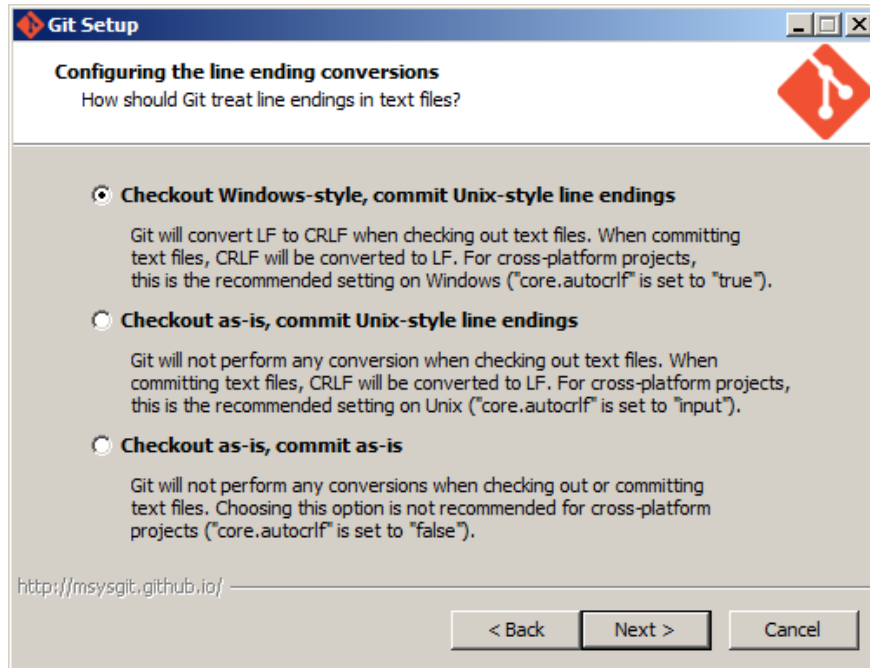 Git Setup
Configuring the line ending conversions
How should Git treat line endings in text files?
Checkout Windows-style, commit Unix-style line endings
Git will convert LF to CRLF when checking out text files. When committing
text files, CRLF will be converted to LF. For cross-platform projects,
this is the recommended setting on Windows ("core.autocrlf" is set to "true").
Checkout as-is, commit Unix-style line endings
Git will not perform any conversion when checking out text files. When
committing text files, CRLF will be converted to LF. For cross-platform projects,
this is the recommended setting on Unix ("core.autocrlf" is set to "input").
Checkout as-is, commit as-is
Git will not perform any conversions when checking out or committing
text files. Choosing this option is not recommended for cross-platform
projects ("core.autocrlf" is set to "false").
http://msysgit.github.io/
< Back Next > Cancel